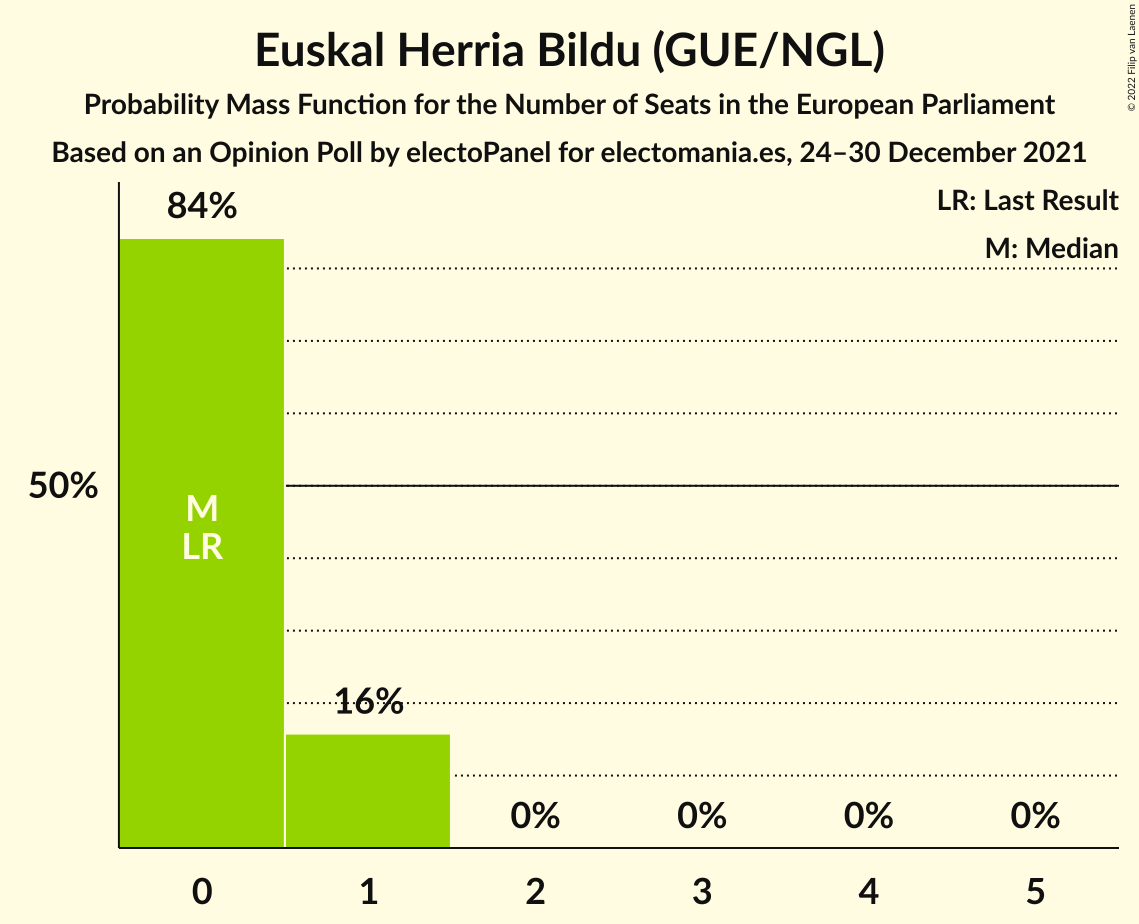 Euskal Herria Bildu (GUE/NGL)
Probability Mass Function for the Number of Seats in the European Parliament
Based on an Opinion Poll by electoPanel for electomania.es, 24–30 December 2021
© 2022 Filip van Laenen
LR: Last Result
M: Median
84%
50%
M
LR
16%
0%
0%
0%
0%
0
1
2
3
4
5